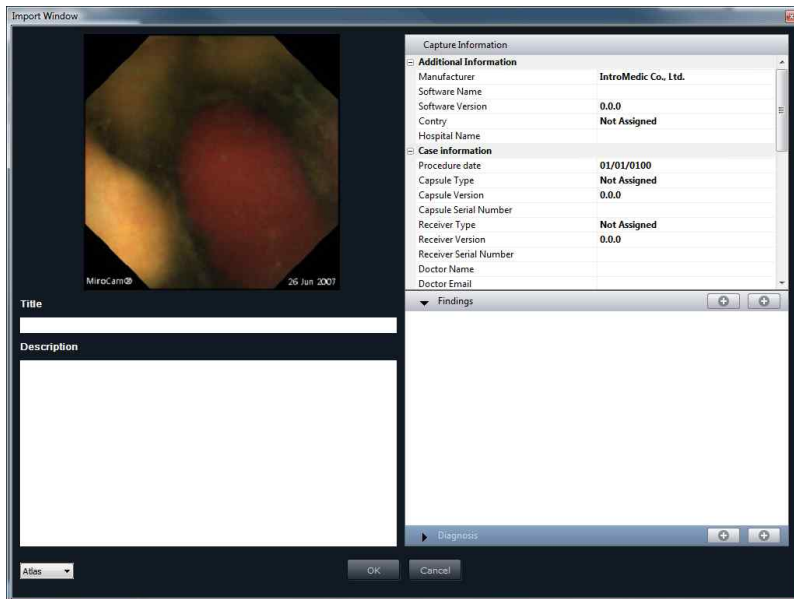 Import Window
MiroCam®
26 Jun 2007
Title
Description
Atlas
OK
Cancel
Capture Information
Additional Information
Manufacturer IntroMedic Co., Ltd.
Software Name
Software Version 0.0.0
Contry Not Assigned
Hospital Name
Case information
Procedure date 01/01/0100
Capsule Type Not Assigned
Capsule Version 0.0.0
Capsule Serial Number
Receiver Type Not Assigned
Receiver Version 0.0.0
Receiver Serial Number
Doctor Name
Doctor Email
Findings
Diagnosis